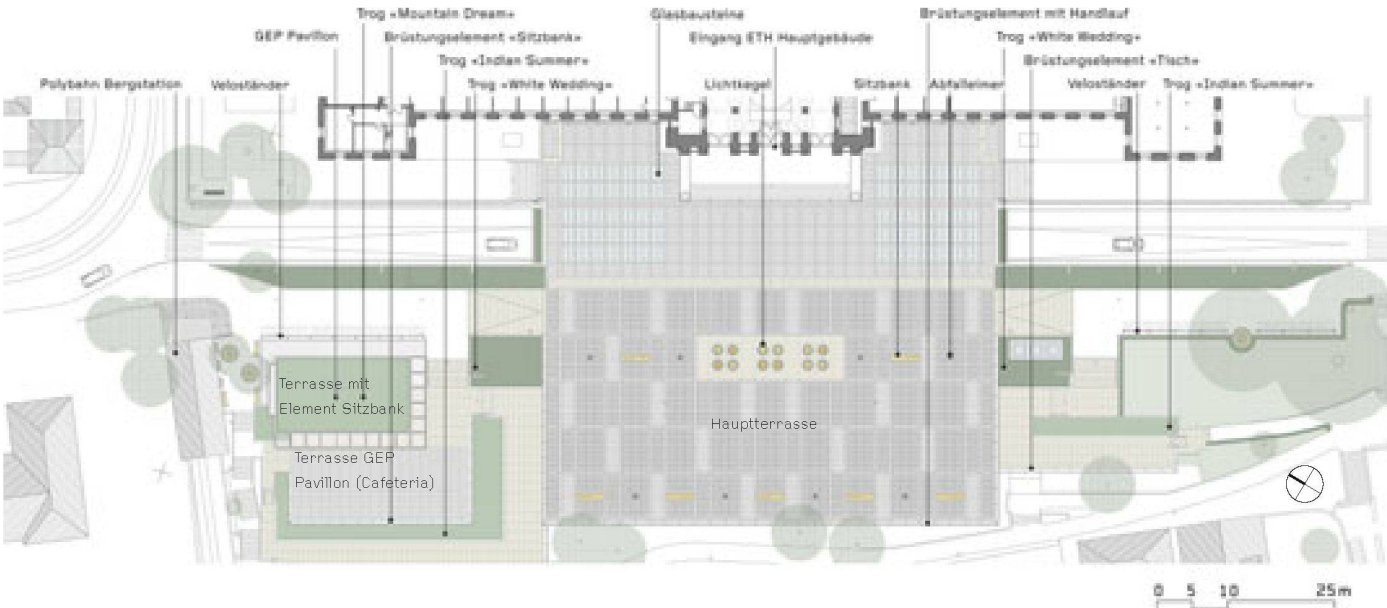 Trog «Mountain Dream»
Glasbausteine
Brüstungselement mit Handlauf
GEP Pavillon
Brüstungselement «Sitzbank»
Eingang ETH Hauptgebäude
Trog «White Wedding»
Trog «Indian Summer»
Brüstungselement «Tisch»
Polybahn Bergstation
Veloständer
Trog «White Wedding»
Lichtkegel
Sitzbank
Abfalleimer
Veloständer
Trog «Indian Summer»
Terrasse mit
Element Sitzbank
Hauptterrasse
Terrasse GEP
Pavillon (Cafeteria)
0 5 10 25 m